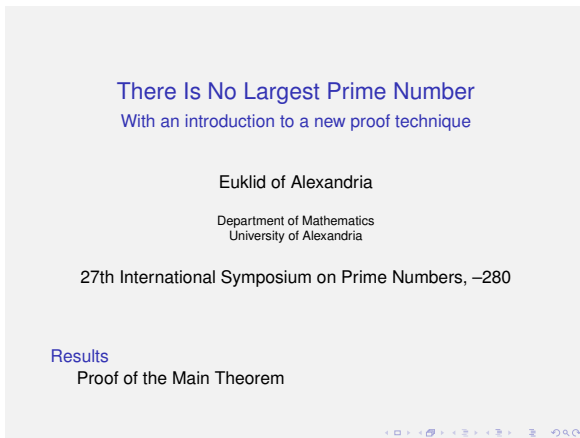 There Is No Largest Prime Number
With an introduction to a new proof technique
Euklid of Alexandria
Department of Mathematics
University of Alexandria
27th International Symposium on Prime Numbers, –280
Results
Proof of the Main Theorem